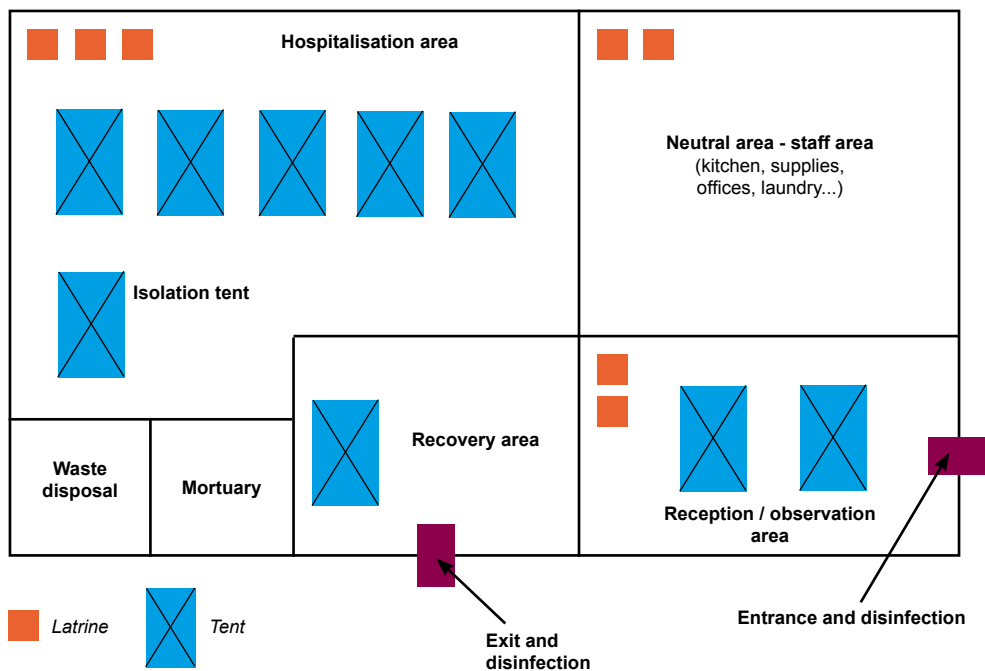 Hospitalisation area
Neutral area - staff area
(kitchen, supplies,
offices, laundry...)
Isolation tent
Recovery area
Waste
disposal
Mortuary
Reception / observation
area
Entrance and disinfection
Exit and
disinfection
Latrine
Tent